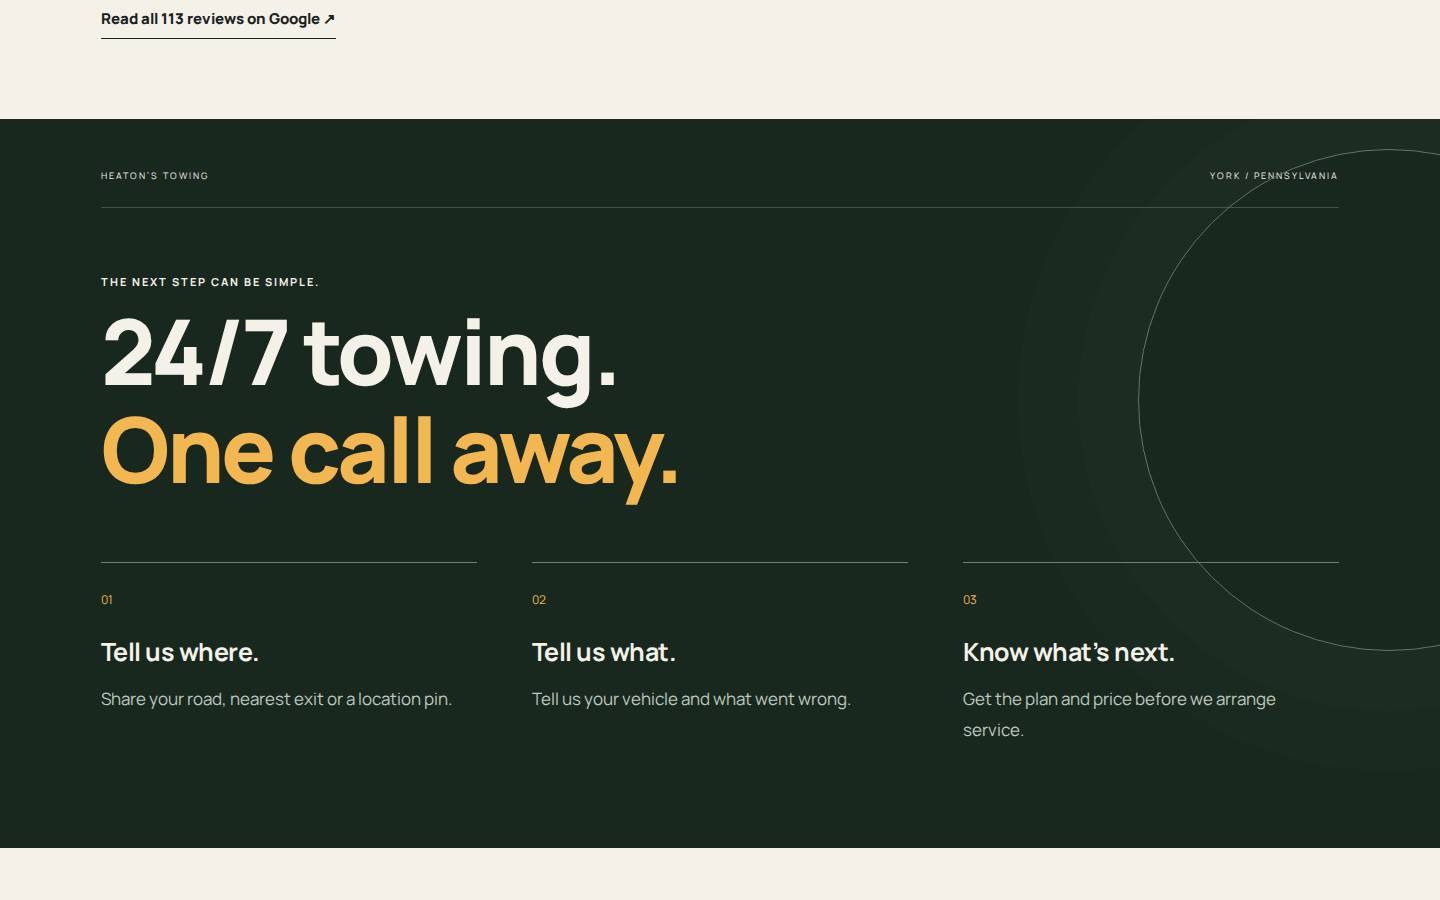 Read all 113 reviews on Google ↗
HEATON'S TOWING
YORK / PENNSYLVANIA
THE NEXT STEP CAN BE SIMPLE.
24/7 towing.
One call away.
01
Tell us where.
Share your road, nearest exit or a location pin.
02
Tell us what.
Tell us your vehicle and what went wrong.
03
Know what’s next.
Get the plan and price before we arrange
service.